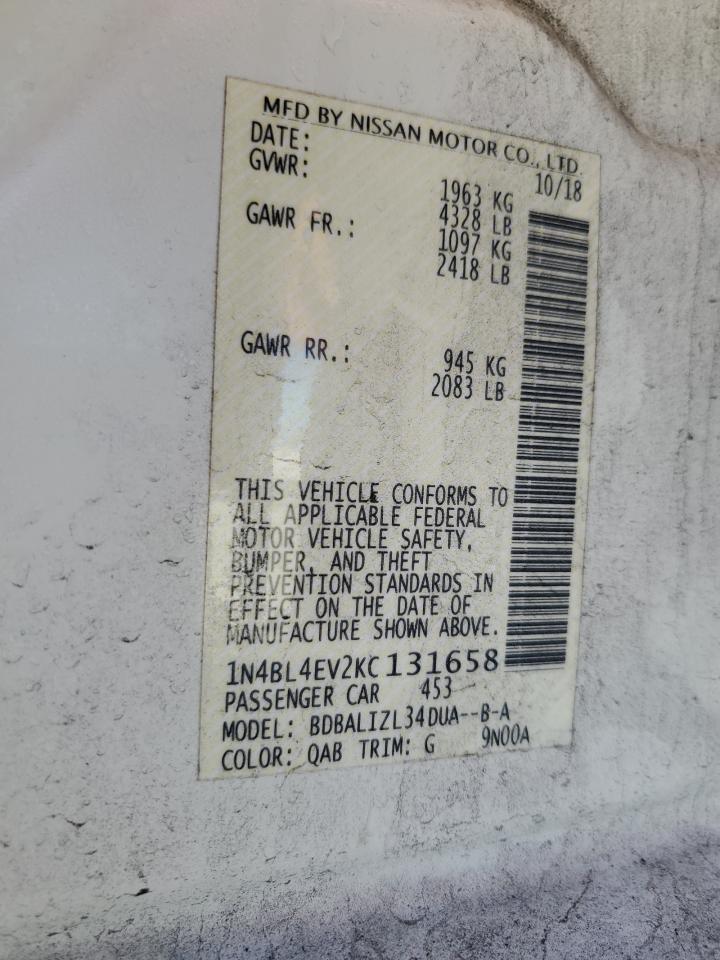 MFD BY NISSAN MOTOR CO., LTD.
DATE: 10/18
GVWR: 1963 KG
4328 LB
GAWR FR.: 1097 KG
2418 LB
GAWR RR.: 945 KG
2083 LB
THIS VEHICLE CONFORMS TO
ALL APPLICABLE FEDERAL
MOTOR VEHICLE SAFETY,
BUMPER, AND THEFT
PREVENTION STANDARDS IN
EFFECT ON THE DATE OF
MANUFACTURE SHOWN ABOVE.
1N4BL4EV2KC131658
PASSENGER CAR 453
MODEL: BDBALIZL34DUA--B-A
COLOR: QAB TRIM: G 9N00A